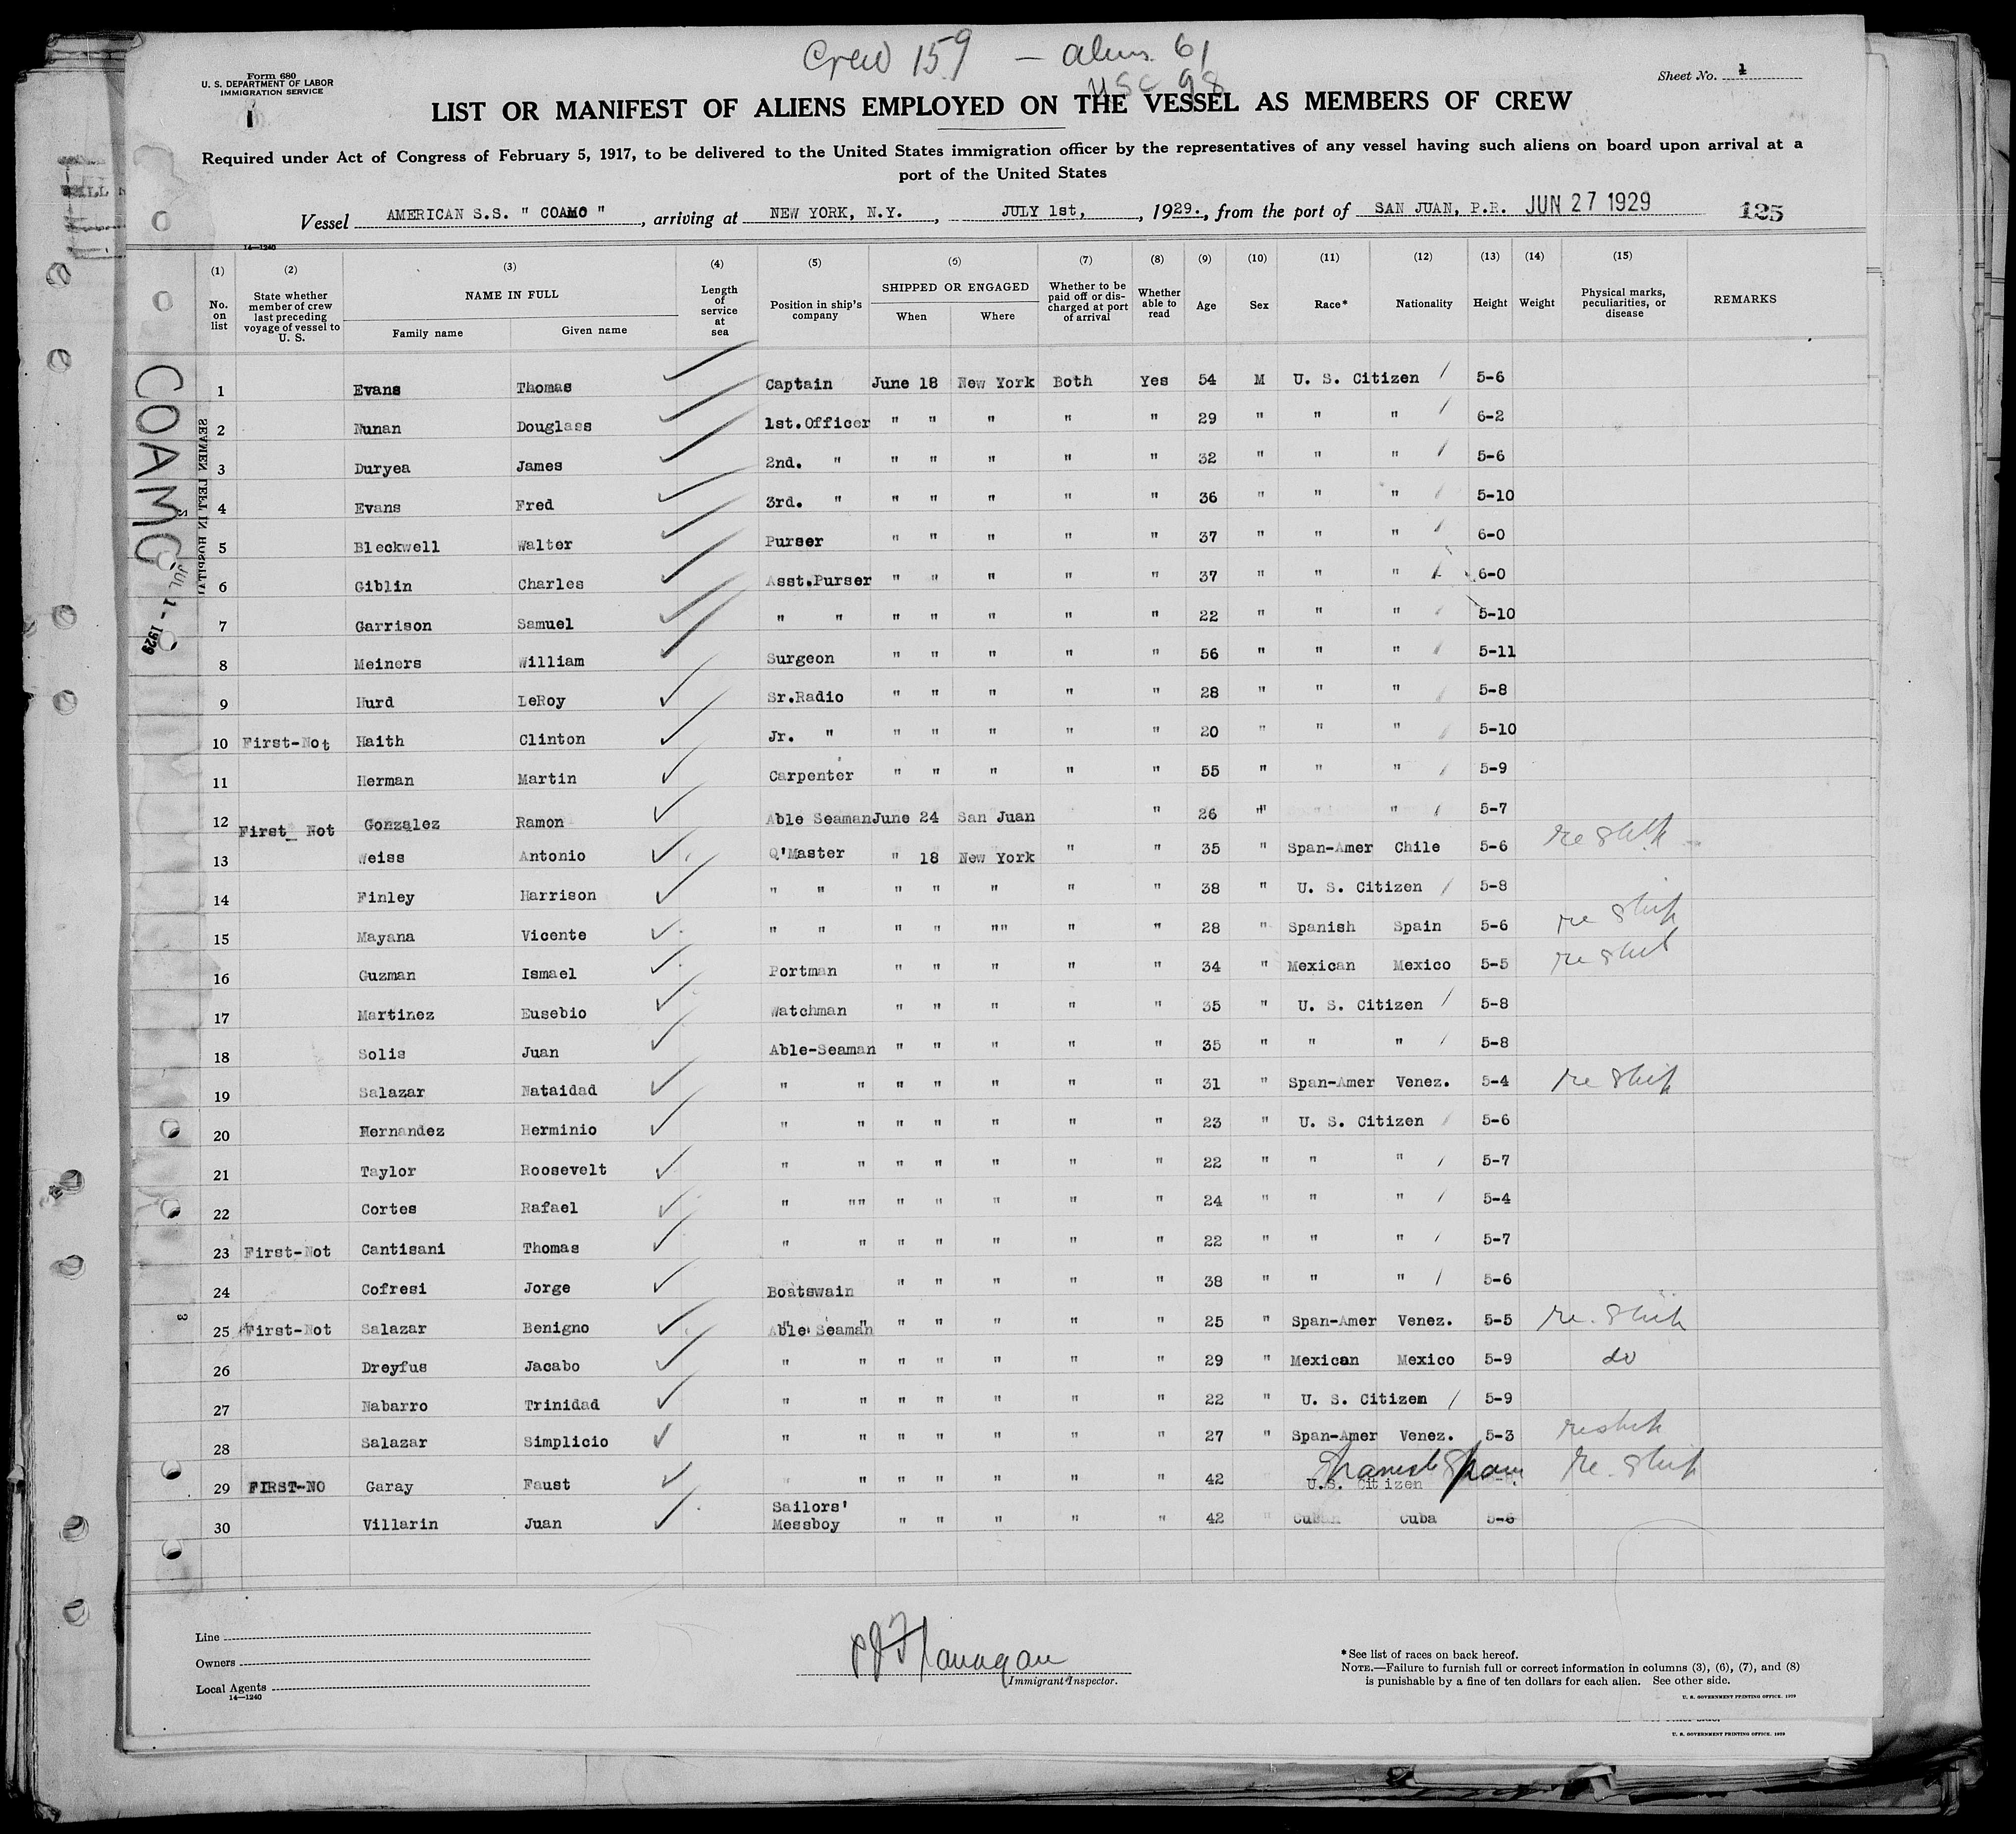 Crew 159 — aliens 61
USC 98
Form 680
U. S. DEPARTMENT OF LABOR
IMMIGRATION SERVICE
Sheet No. 1
LIST OR MANIFEST OF ALIENS EMPLOYED ON THE VESSEL AS MEMBERS OF CREW
Required under Act of Congress of February 5, 1917, to be delivered to the United States immigration officer by the representatives of any vessel having such aliens on board upon arrival at a
port of the United States
Vessel AMERICAN S.S. " COAMO ", arriving at NEW YORK, N.Y., JULY 1st, , 1929., from the port of SAN JUAN, P.R. JUN 27 1929 125
14—1240
(1) (2) (3) (4) (5) (6) (7) (8) (9) (10) (11) (12) (13) (14) (15)
No. on list State whether member of crew last preceding voyage of vessel to U. S. NAME IN FULL Family name Given name Length of service at sea Position in ship's company SHIPPED OR ENGAGED When Where Whether to be paid off or discharged at port of arrival Whether able to read Age Sex Race* Nationality Height Weight Physical marks, peculiarities, or disease REMARKS
COAMO
SEAMEN LEFT IN HOSPITAL
JUL 1 - 1929
1 Evans Thomas Captain June 18 New York Both Yes 54 M U. S. Citizen 5-6
2 Nunan Douglass 1st.Officer " " " " " 29 " " " 6-2
3 Duryea James 2nd. " " " " " " 32 " " " 5-6
4 Evans Fred 3rd. " " " " " " 36 " " " 5-10
5 Bleckwell Walter Purser " " " " " 37 " " " 6-0
6 Giblin Charles Asst.Purser " " " " " 37 " " " 6-0
7 Garrison Samuel " " " " " " " 22 " " " 5-10
8 Meiners William Surgeon " " " " " 56 " " " 5-11
9 Hurd LeRoy Sr.Radio " " " " " 28 " " " 5-8
10 First-Not Haith Clinton Jr. " " " " " " 20 " " " 5-10
11 Herman Martin Carpenter " " " " " 55 " " " 5-9
12 First_ Not Gonzalez Ramon Able Seaman June 24 San Juan " 26 " " 5-7
13 Weiss Antonio Q'Master " 18 New York " " 35 " Span-Amer Chile 5-6 re ship
14 Finley Harrison " " " " " " " 38 " U. S. Citizen 5-8
15 Mayana Vicente " " " " "" " " 28 " Spanish Spain 5-6 re ship
16 Guzman Ismael Portman " " " " " 34 " Mexican Mexico 5-5 re ship
17 Martinez Eusebio Watchman " " " " " 35 " U. S. Citizen 5-8
18 Solis Juan Able-Seaman " " " " " 35 " " " 5-8
19 Salazar Nataidad " " " " " " " 31 " Span-Amer Venez. 5-4 re ship
20 Hernandez Herminio " " " " " " " 23 " U. S. Citizen 5-6
21 Taylor Roosevelt " " " " " " " 22 " " " 5-7
22 Cortes Rafael " "" " " " " " 24 " " " 5-4
23 First-Not Cantisani Thomas " " " " " " " 22 " " " 5-7
24 Cofresi Jorge Boatswain " " " " " 38 " " " 5-6
25 First-Not Salazar Benigno Able Seaman " " " " " 25 " Span-Amer Venez. 5-5 re. ship
26 Dreyfus Jacabo " " " " " " " 29 " Mexican Mexico 5-9 do
27 Nabarro Trinidad " " " " " " " 22 " U. S. Citizen 5-9
28 Salazar Simplicio " " " " " " " 27 " Span-Amer Venez. 5-3 reship
29 FIRST-NO Garay Faust " " " " " " " 42 U.S. Citizen Spanish Spain re. ship
30 Villarin Juan Sailors' Messboy " " " " " 42 " Cuban Cuba 5-6
Line
Owners
Local Agents
14—1240
PJFlanagan
Immigrant Inspector.
*See list of races on back hereof.
NOTE.—Failure to furnish full or correct information in columns (3), (6), (7), and (8)
is punishable by a fine of ten dollars for each alien. See other side.
U. S. GOVERNMENT PRINTING OFFICE. 1929
U. S. GOVERNMENT PRINTING OFFICE. 1929